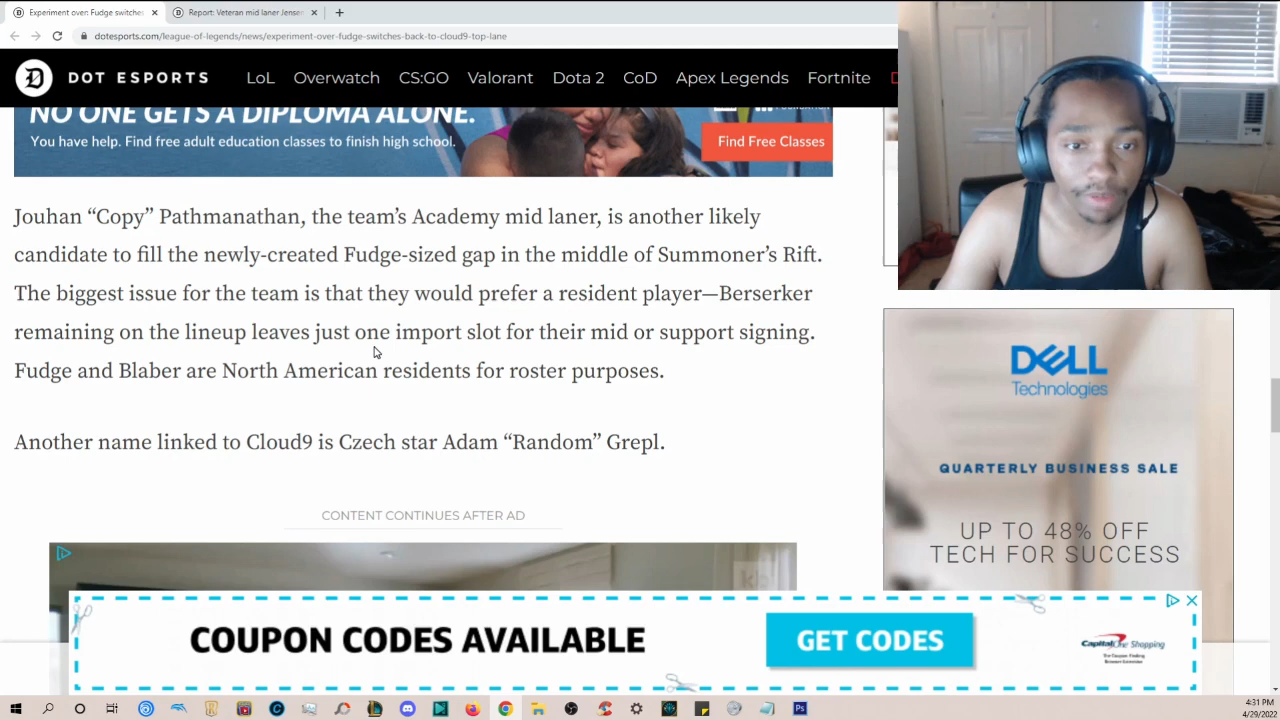 Experiment over: Fudge switches
Report: Veteran mid laner Jensen
dotesports.com/league-of-legends/news/experiment-over-fudge-switches-back-to-cloud9-top-lane
DOT ESPORTS
LoL Overwatch CS:GO Valorant Dota 2 CoD Apex Legends Fortnite
NO ONE GETS A DIPLOMA ALONE.
You have help. Find free adult education classes to finish high school.
Find Free Classes
Jouhan “Copy” Pathmanathan, the team’s Academy mid laner, is another likely
candidate to fill the newly-created Fudge-sized gap in the middle of Summoner’s Rift.
The biggest issue for the team is that they would prefer a resident player—Berserker
remaining on the lineup leaves just one import slot for their mid or support signing.
Fudge and Blaber are North American residents for roster purposes.
Another name linked to Cloud9 is Czech star Adam “Random” Grepl.
CONTENT CONTINUES AFTER AD
DELL
Technologies
QUARTERLY BUSINESS SALE
UP TO 48% OFF
TECH FOR SUCCESS
COUPON CODES AVAILABLE
GET CODES
Capital One Shopping
The Coupon Finding
Browser Extension
4:31 PM
4/29/2022